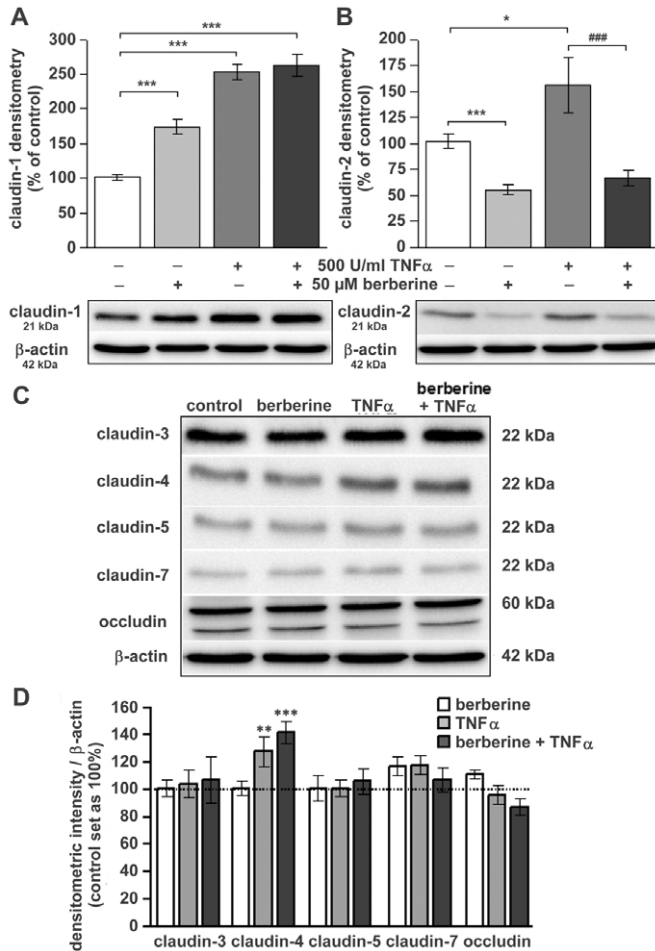 A
B
claudin-1 densitometry
(% of control)
300
250
200
150
100
50
0
***
***
***
claudin-2 densitometry
(% of control)
200
175
150
125
100
75
50
25
0
*
***
###
– – + + 500 U/ml TNFα – – + +
– + – + 50 µM berberine – + – +
claudin-1
21 kDa
β-actin
42 kDa
claudin-2
21 kDa
β-actin
42 kDa
C
control berberine TNFα berberine + TNFα
claudin-3 22 kDa
claudin-4 22 kDa
claudin-5 22 kDa
claudin-7 22 kDa
occludin 60 kDa
β-actin 42 kDa
D
densitometric intensity / β-actin
(control set as 100%)
160
140
120
100
80
60
40
20
0
**
***
berberine
TNFα
berberine + TNFα
claudin-3 claudin-4 claudin-5 claudin-7 occludin